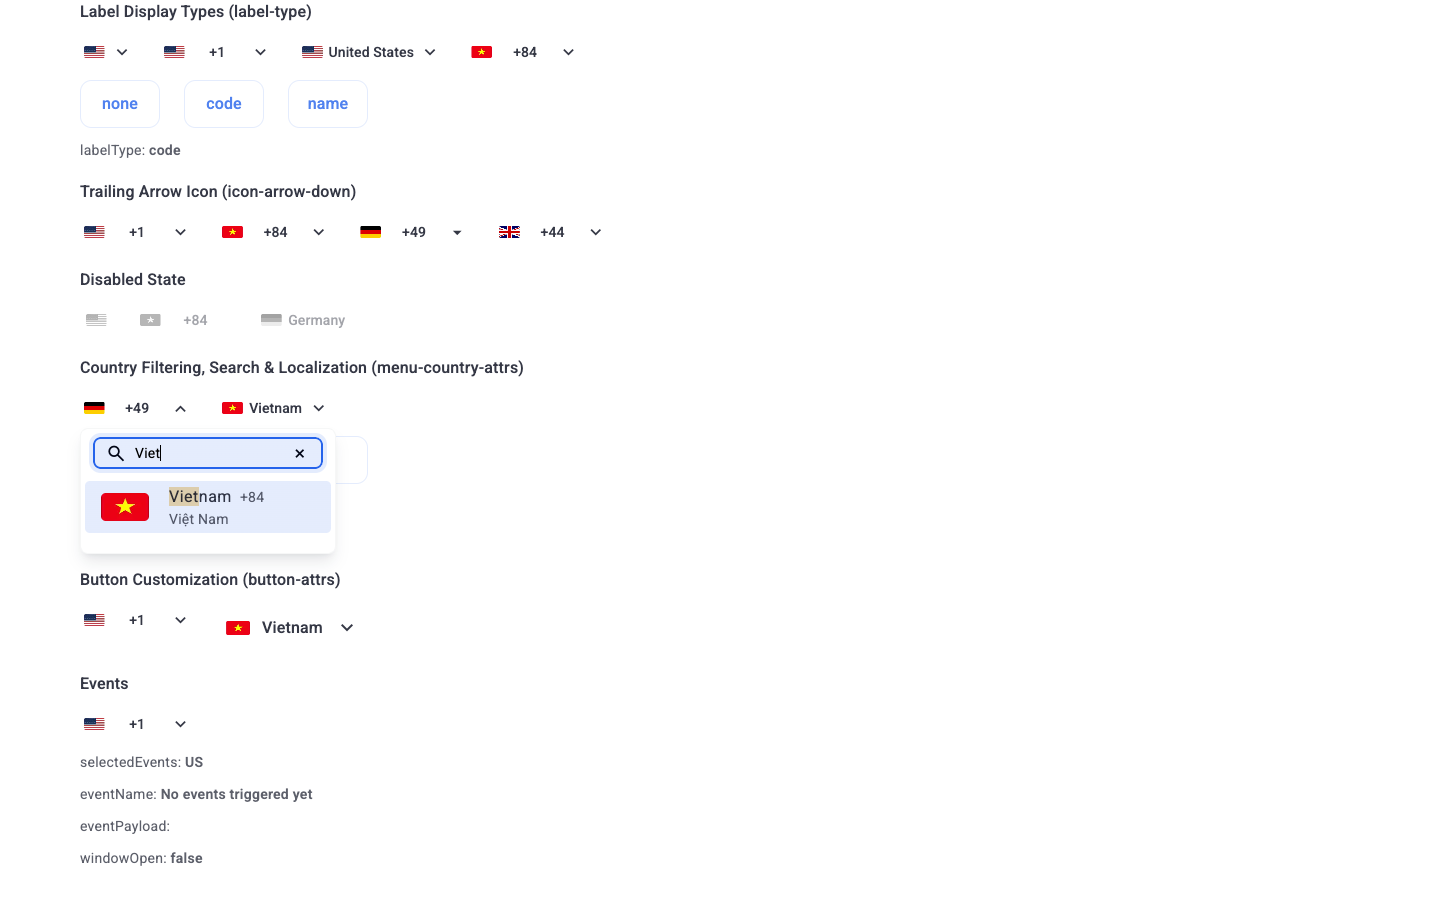 Label Display Types (label-type)
+1 United States +84
none code name
labelType: code
Trailing Arrow Icon (icon-arrow-down)
+1 +84 +49 +44
Disabled State
+84 Germany
Country Filtering, Search & Localization (menu-country-attrs)
+49 Vietnam
Viet
Vietnam +84
Việt Nam
Button Customization (button-attrs)
+1 Vietnam
Events
+1
selectedEvents: US
eventName: No events triggered yet
eventPayload:
windowOpen: false